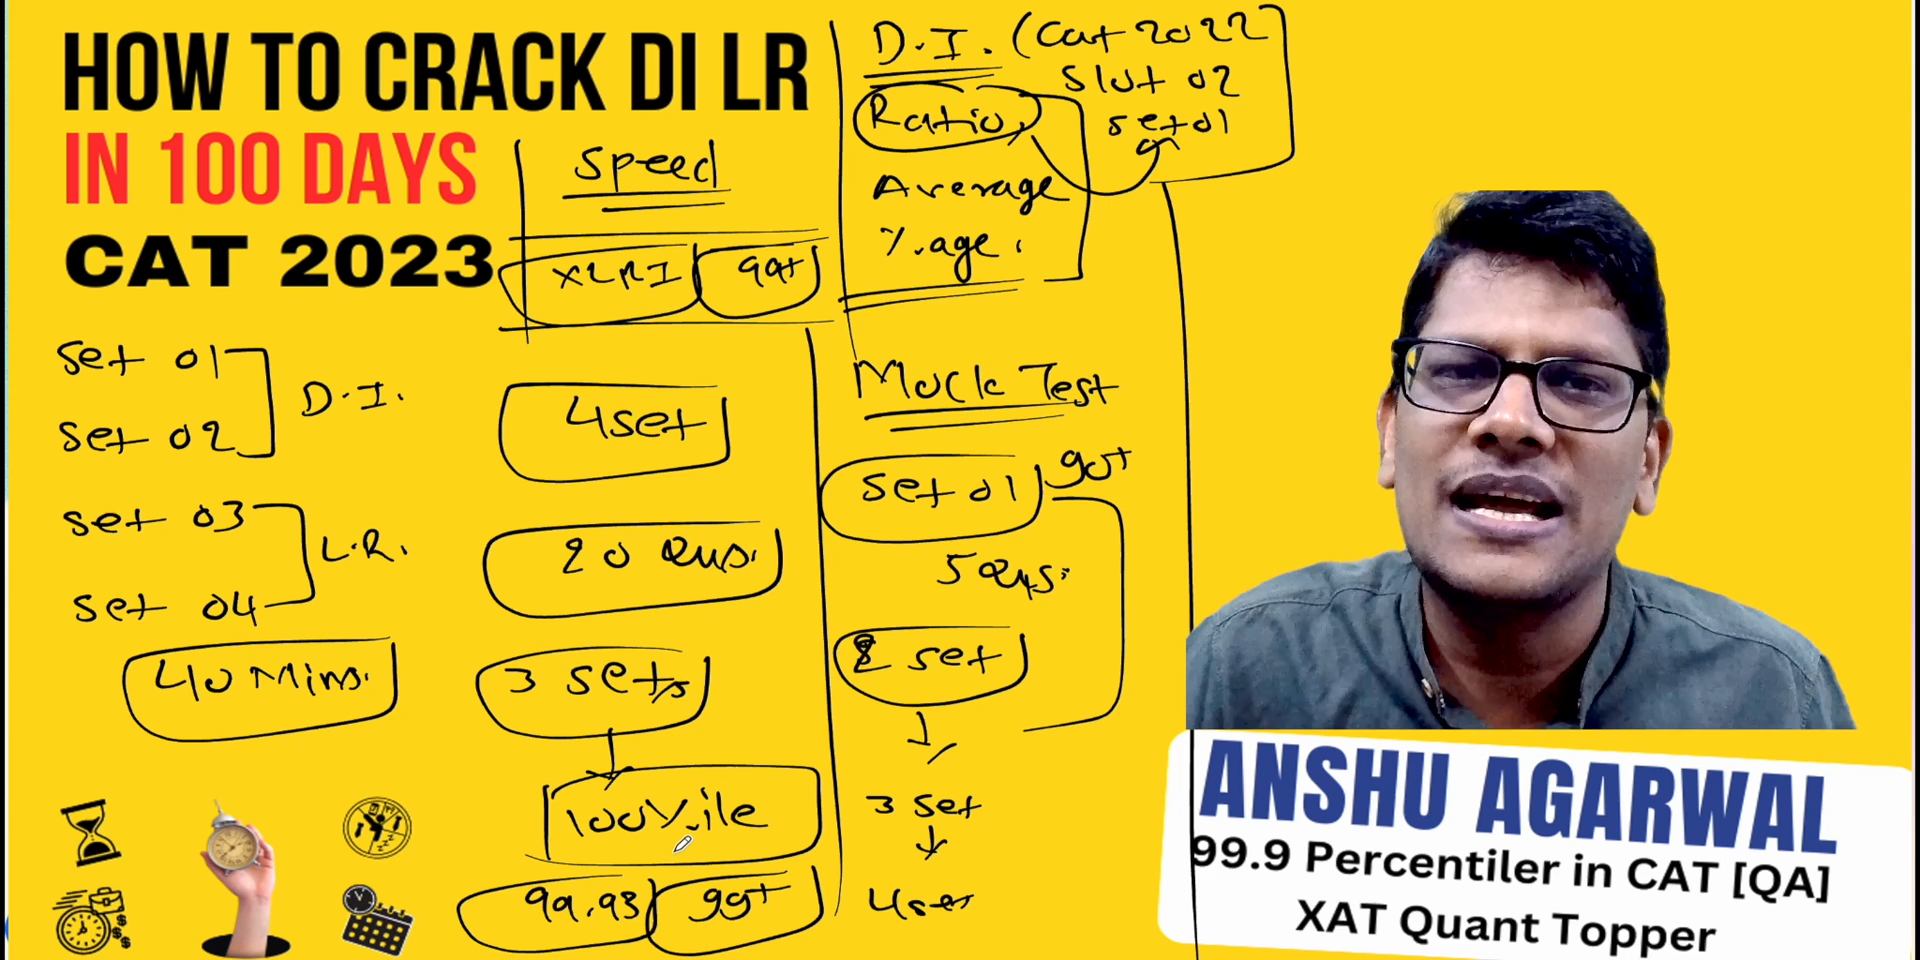 HOW TO CRACK DI LR
IN 100 DAYS
CAT 2023
Speed
XLRI 99+
Set 01
Set 02
D.I.
Set 03
Set 04
L.R.
40 Mins.
4 set
20 Qus.
3 sets
100%ile
99.93 99+
D.I. (Cat 2022
Slot 02
Set 01
Ratio,
Average
%.age.
Mock Test
Set 01 90+
5 Qus.
2 set
3 Set
4 set
ANSHU AGARWAL
99.9 Percentiler in CAT [QA]
XAT Quant Topper